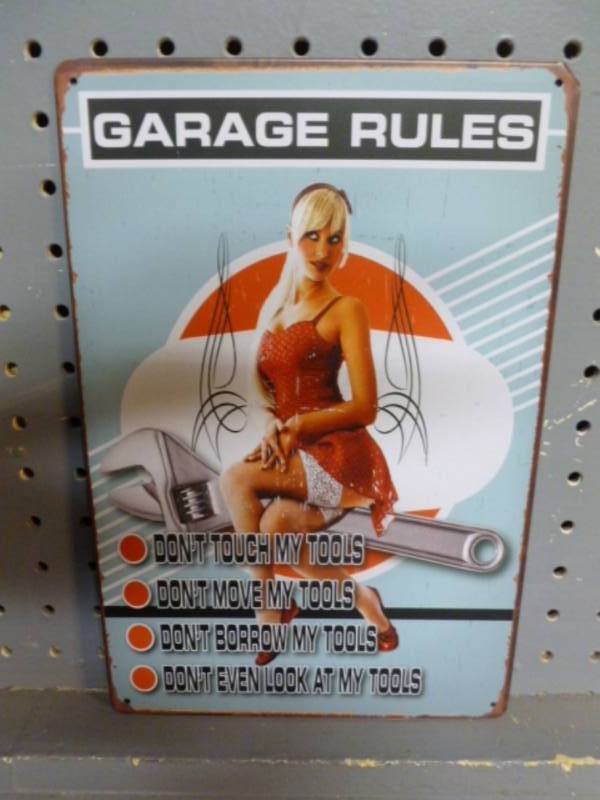 GARAGE RULES
DON'T TOUCH MY TOOLS
DON'T MOVE MY TOOLS
DON'T BORROW MY TOOLS
DON'T EVEN LOOK AT MY TOOLS